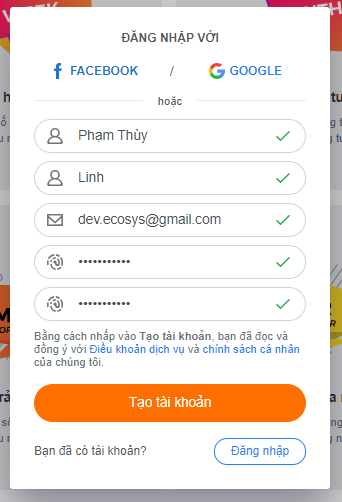 ĐĂNG NHẬP VỚI
FACEBOOK / GOOGLE
hoặc
Phạm Thùy
Linh
dev.ecosys@gmail.com
•••••••••••
•••••••••••
Bằng cách nhấp vào Tạo tài khoản, bạn đã đọc và
đồng ý với Điều khoản dịch vụ và chính sách cá nhân
của chúng tôi.
Tạo tài khoản
Bạn đã có tài khoản? Đăng nhập